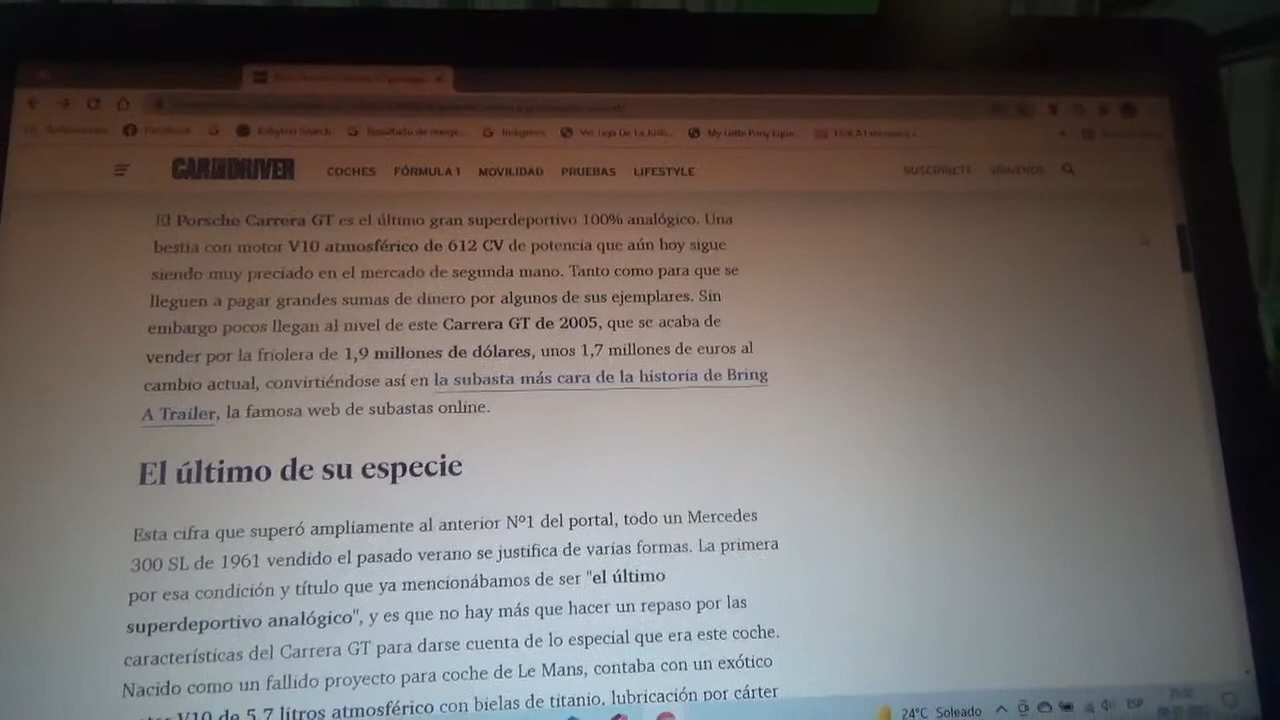 Facebook
Babylon Search
Imágenes
CAR AND DRIVER
COCHES FÓRMULA 1 MOVILIDAD PRUEBAS LIFESTYLE
SUSCRÍBETE SÍGUENOS
El Porsche Carrera GT es el último gran superdeportivo 100% analógico. Una
bestia con motor V10 atmosférico de 612 CV de potencia que aún hoy sigue
siendo muy preciado en el mercado de segunda mano. Tanto como para que se
lleguen a pagar grandes sumas de dinero por algunos de sus ejemplares. Sin
embargo pocos llegan al nivel de este Carrera GT de 2005, que se acaba de
vender por la friolera de 1,9 millones de dólares, unos 1,7 millones de euros al
cambio actual, convirtiéndose así en la subasta más cara de la historia de Bring
A Trailer, la famosa web de subastas online.
El último de su especie
Esta cifra que superó ampliamente al anterior Nº1 del portal, todo un Mercedes
300 SL de 1961 vendido el pasado verano se justifica de varias formas. La primera
por esa condición y título que ya mencionábamos de ser "el último
superdeportivo analógico", y es que no hay más que hacer un repaso por las
características del Carrera GT para darse cuenta de lo especial que era este coche.
Nacido como un fallido proyecto para coche de Le Mans, contaba con un exótico
V10 de 5,7 litros atmosférico con bielas de titanio, lubricación por cárter
24°C Soleado
ESP